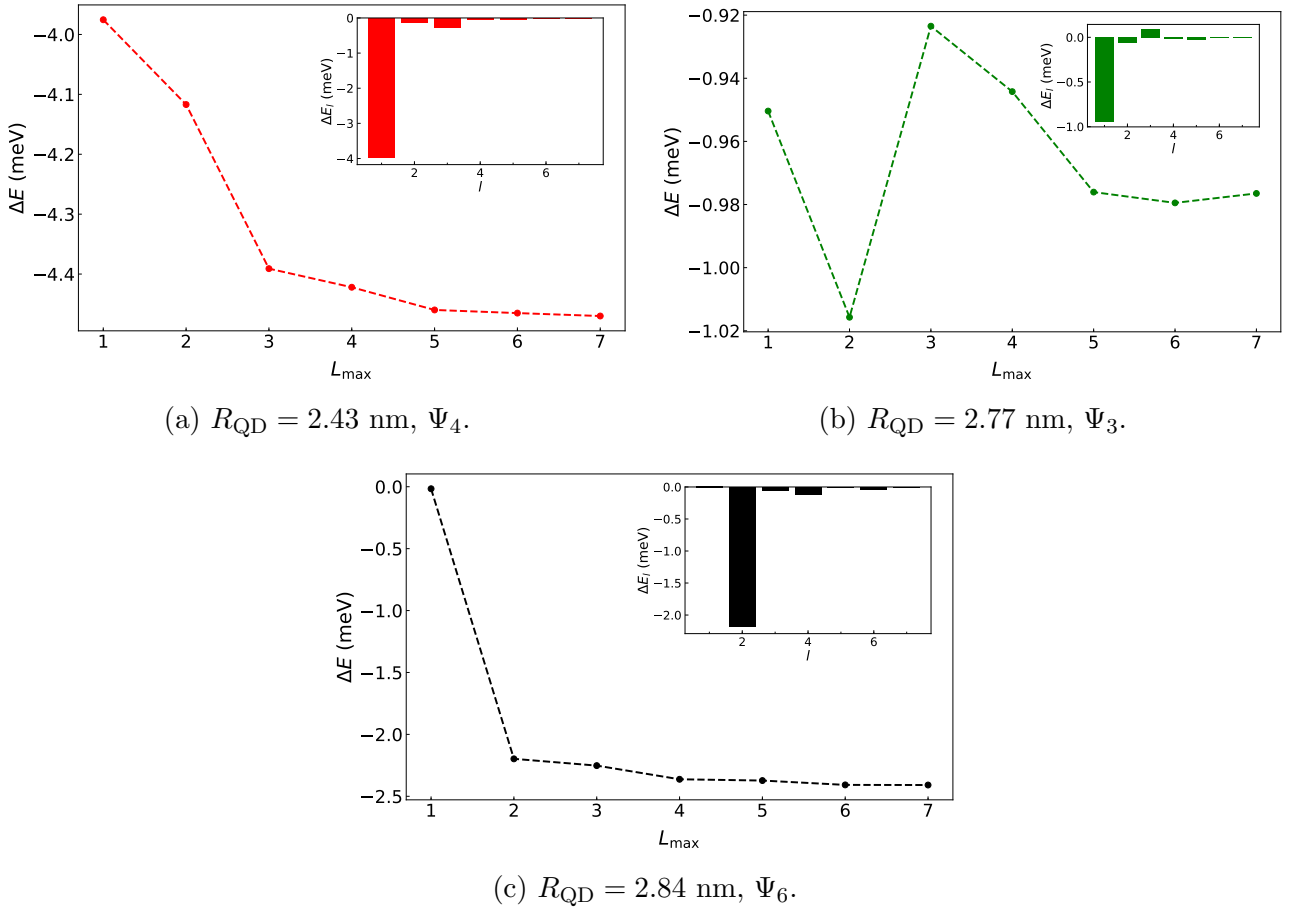 ΔE (meV)
−4.0
−4.1
−4.2
−4.3
−4.4
1 2 3 4 5 6 7
L_max
ΔE_l (meV)
0
−1
−2
−3
−4
2 4 6
l
(a) R_QD = 2.43 nm, Ψ_4.
ΔE (meV)
−0.92
−0.94
−0.96
−0.98
−1.00
−1.02
1 2 3 4 5 6 7
L_max
ΔE_l (meV)
0.0
−0.5
−1.0
2 4 6
l
(b) R_QD = 2.77 nm, Ψ_3.
ΔE (meV)
0.0
−0.5
−1.0
−1.5
−2.0
−2.5
1 2 3 4 5 6 7
L_max
ΔE_l (meV)
0.0
−0.5
−1.0
−1.5
−2.0
2 4 6
l
(c) R_QD = 2.84 nm, Ψ_6.